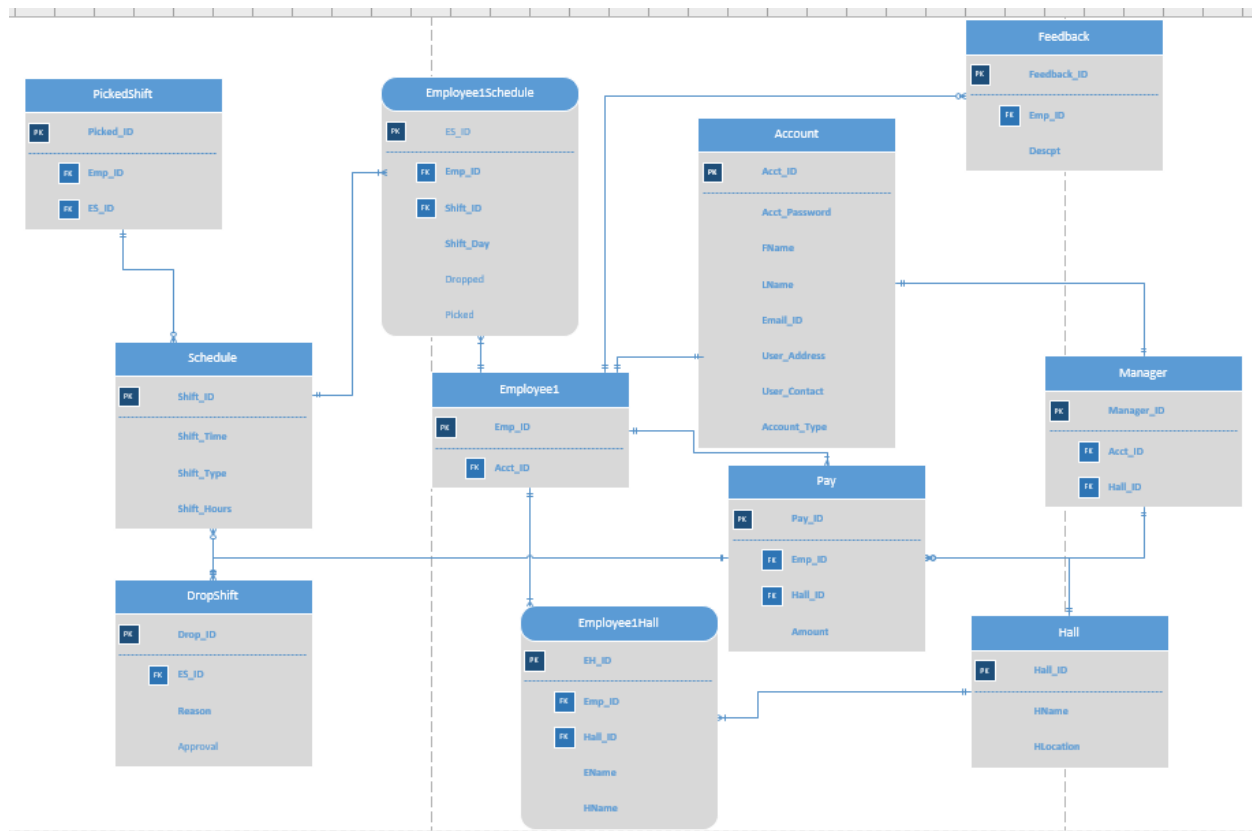 PickedShift
PK Picked_ID
FK Emp_ID
FK ES_ID
Employee1Schedule
PK ES_ID
FK Emp_ID
FK Shift_ID
Shift_Day
Dropped
Picked
Account
PK Acct_ID
Acct_Password
FName
LName
Email_ID
User_Address
User_Contact
Account_Type
Feedback
PK Feedback_ID
FK Emp_ID
Descpt
Schedule
PK Shift_ID
Shift_Time
Shift_Type
Shift_Hours
Employee1
PK Emp_ID
FK Acct_ID
Manager
PK Manager_ID
FK Acct_ID
FK Hall_ID
Pay
PK Pay_ID
FK Emp_ID
FK Hall_ID
Amount
DropShift
PK Drop_ID
FK ES_ID
Reason
Approval
Employee1Hall
PK EH_ID
FK Emp_ID
FK Hall_ID
EName
HName
Hall
PK Hall_ID
HName
HLocation